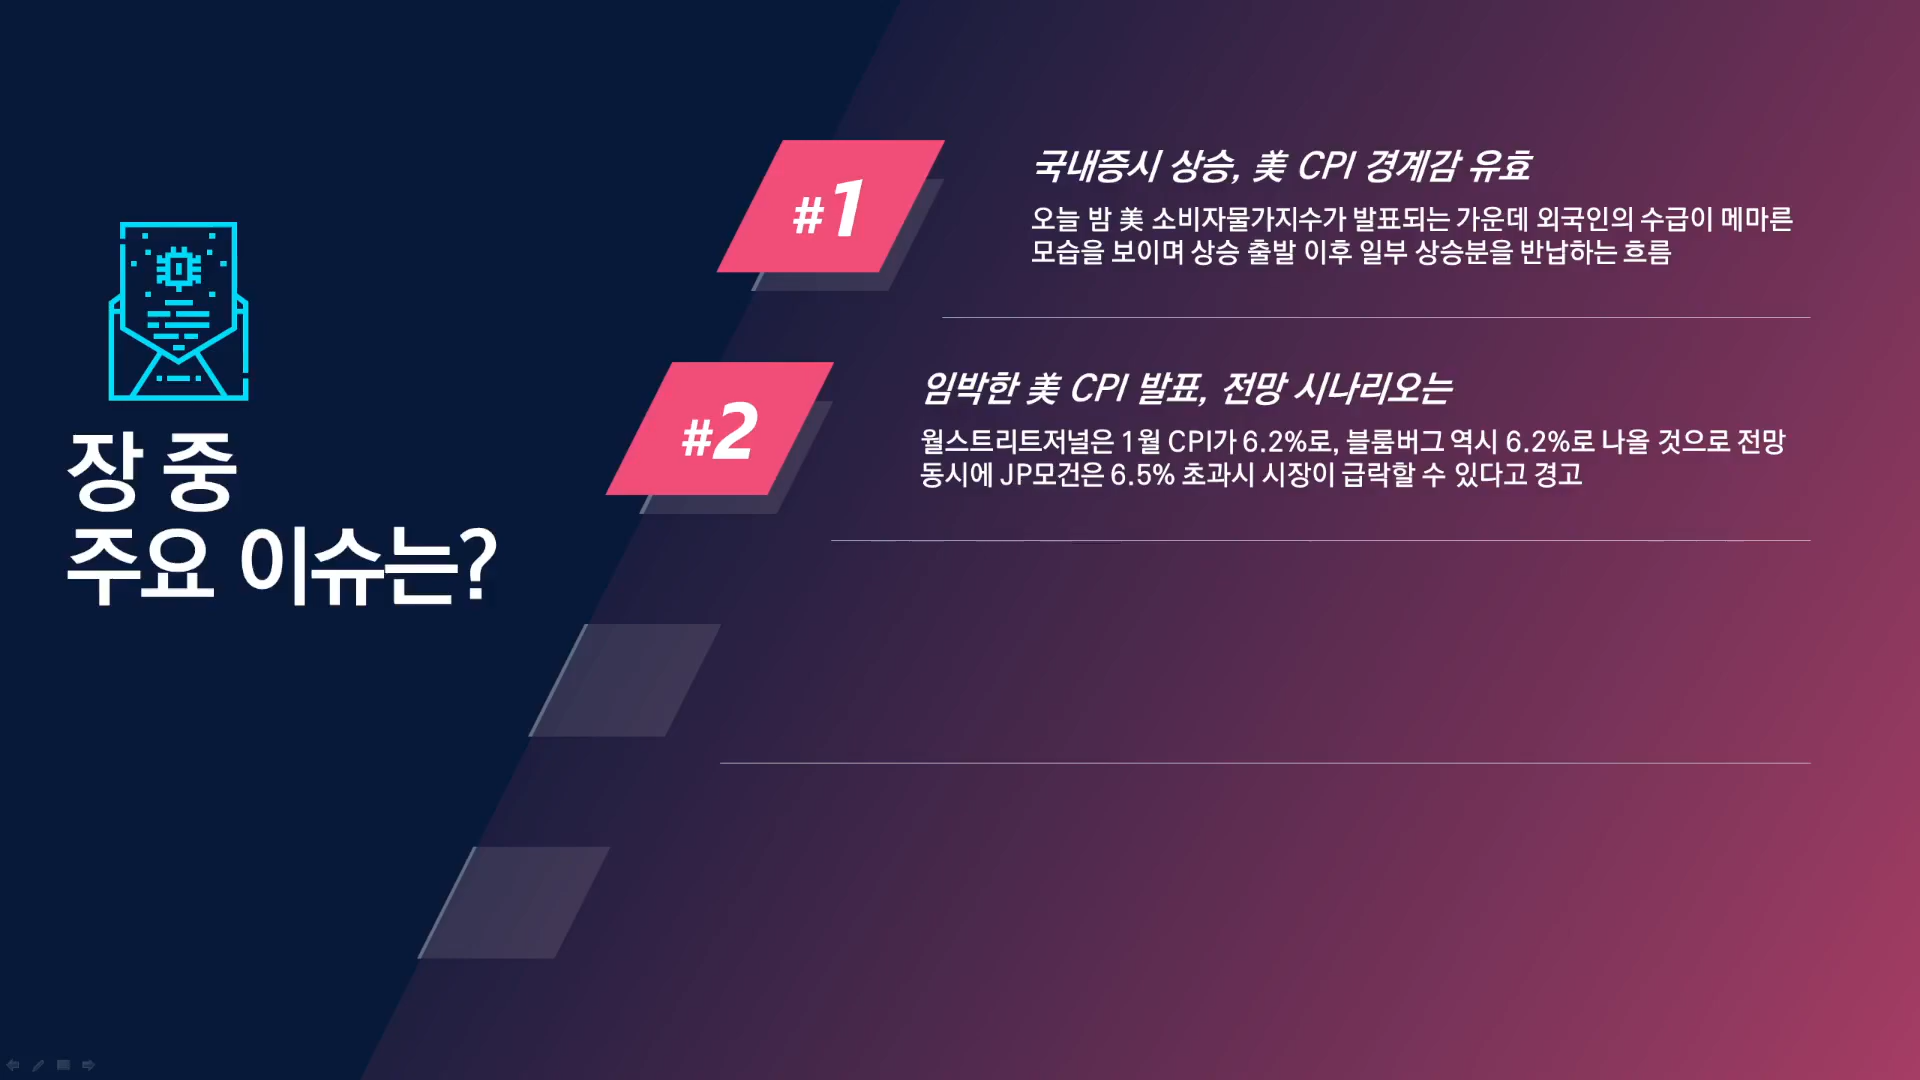 장 중
주요 이슈는?
#1
국내증시 상승, 美 CPI 경계감 유효
오늘 밤 美 소비자물가지수가 발표되는 가운데 외국인의 수급이 메마른
모습을 보이며 상승 출발 이후 일부 상승분을 반납하는 흐름
#2
임박한 美 CPI 발표, 전망 시나리오는
월스트리트저널은 1월 CPI가 6.2%로, 블룸버그 역시 6.2%로 나올 것으로 전망
동시에 JP모건은 6.5% 초과시 시장이 급락할 수 있다고 경고